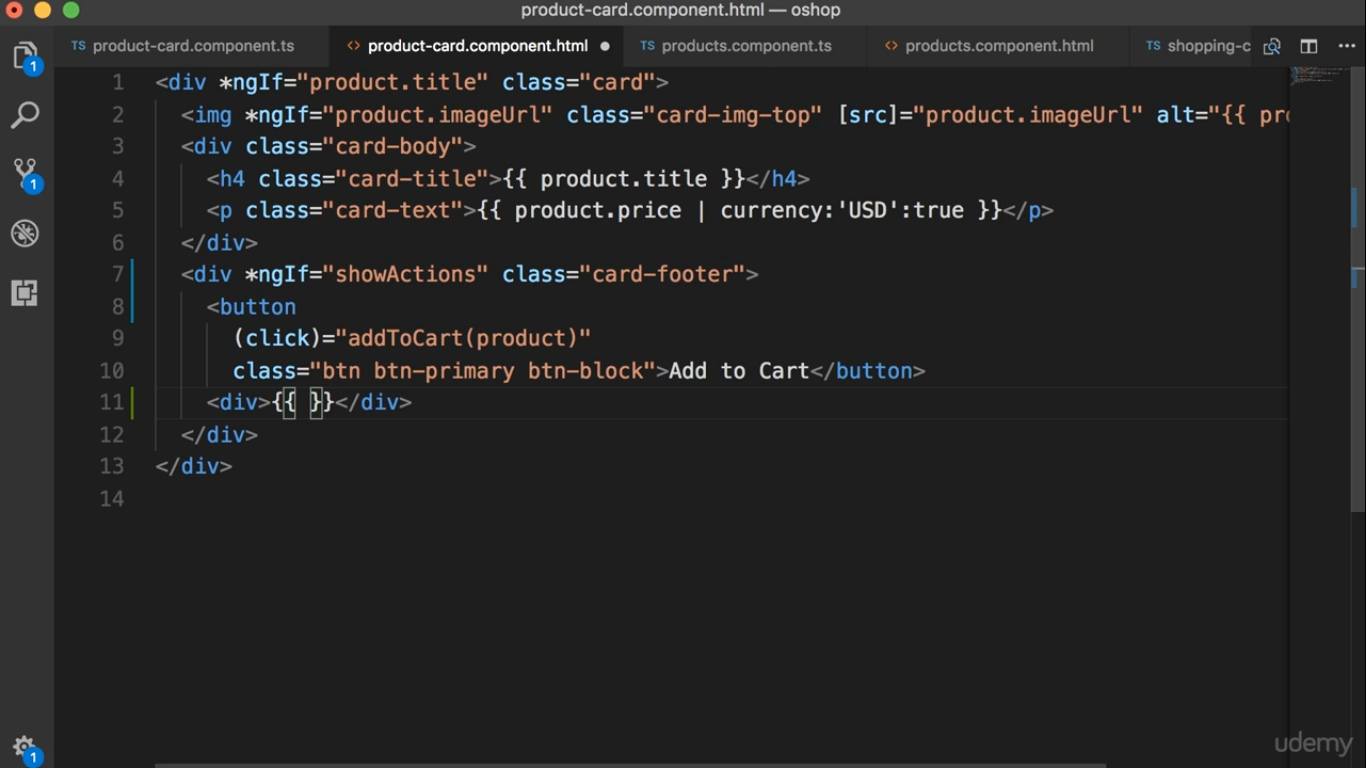 product-card.component.html — oshop
TS product-card.component.ts
<> product-card.component.html ●
TS products.component.ts
<> products.component.html
TS shopping-c
1
1
1
1 <div *ngIf="product.title" class="card">
2 <img *ngIf="product.imageUrl" class="card-img-top" [src]="product.imageUrl" alt="{{ pro
3 <div class="card-body">
4 <h4 class="card-title">{{ product.title }}</h4>
5 <p class="card-text">{{ product.price | currency:'USD':true }}</p>
6 </div>
7 <div *ngIf="showActions" class="card-footer">
8 <button
9 (click)="addToCart(product)"
10 class="btn btn-primary btn-block">Add to Cart</button>
11 <div>{{ }}</div>
12 </div>
13 </div>
14
udemy